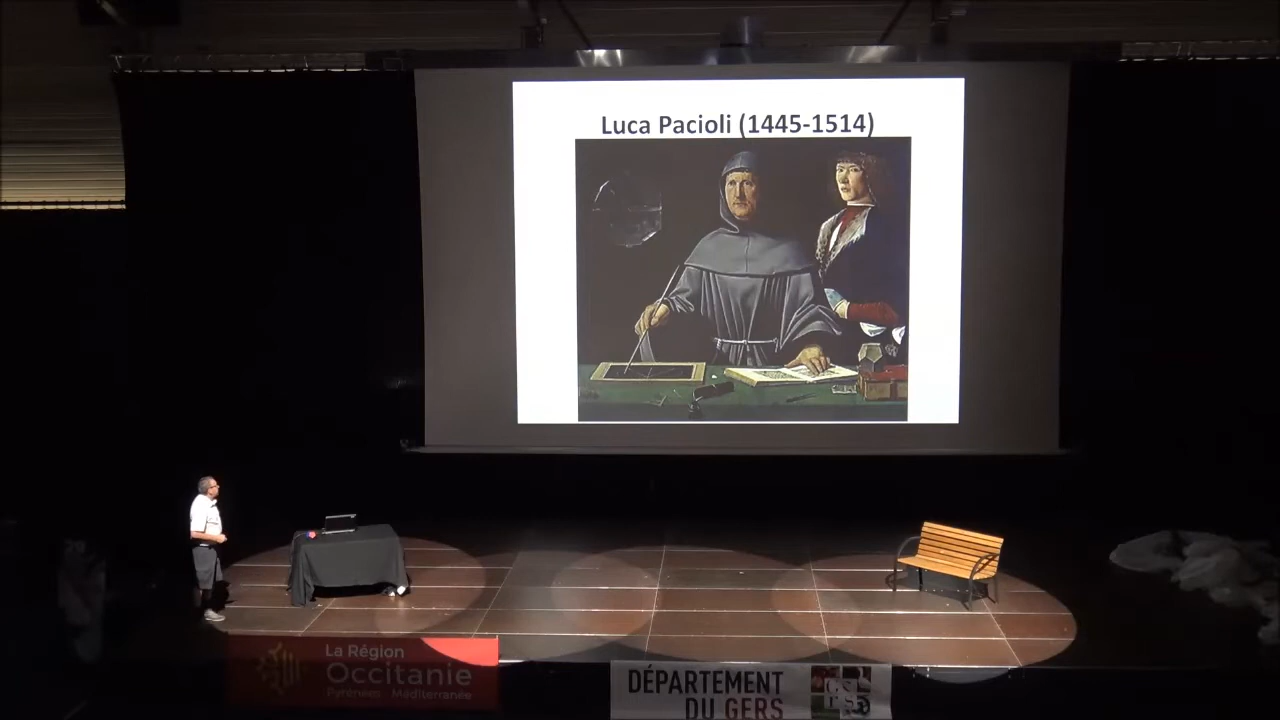 Luca Pacioli (1445-1514)
La Région
Occitanie
Pyrénées Méditerranée
DÉPARTEMENT
DU GERS